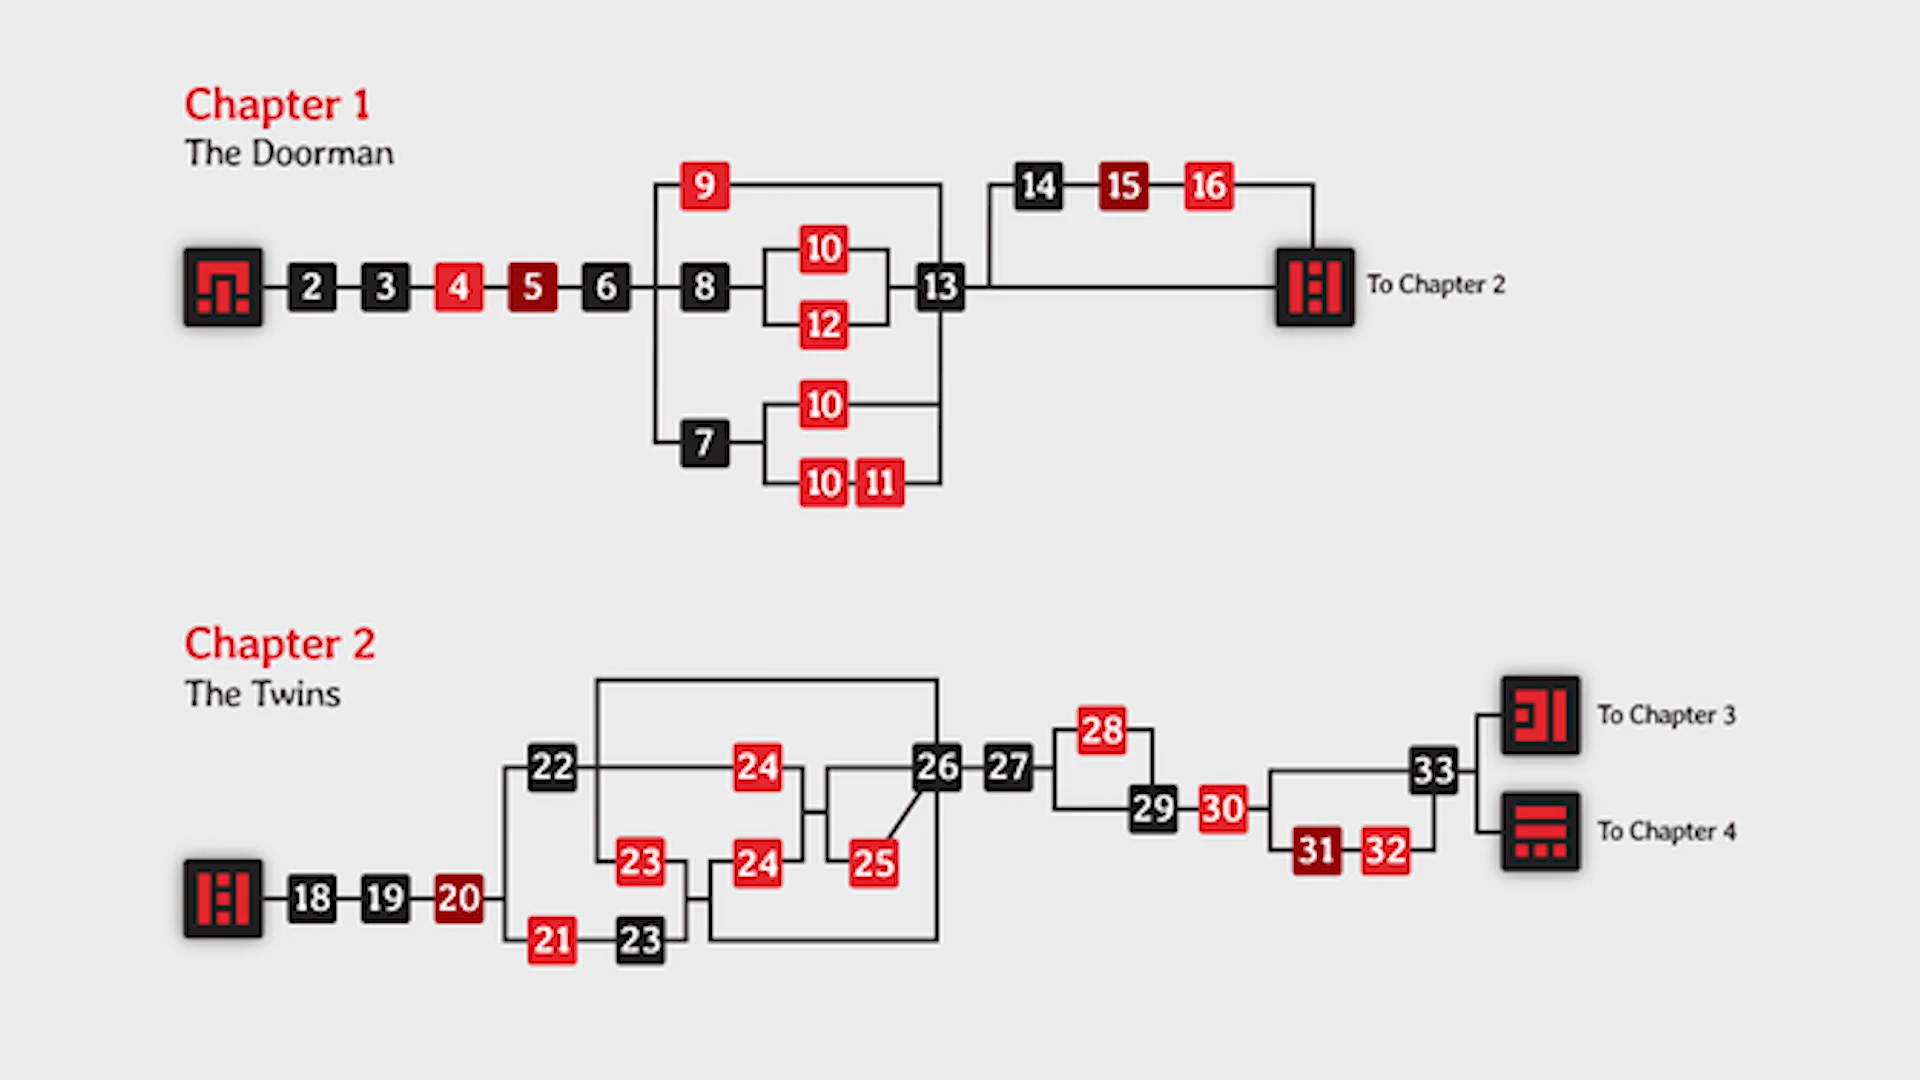 Chapter 1
The Doorman
9
14 15 16
10
2 3 4 5 6 8 13
To Chapter 2
12
10
7
10 11
Chapter 2
The Twins
To Chapter 3
28
22 24 26 27 33
29 30
To Chapter 4
31 32
23 24 25
18 19 20
21 23